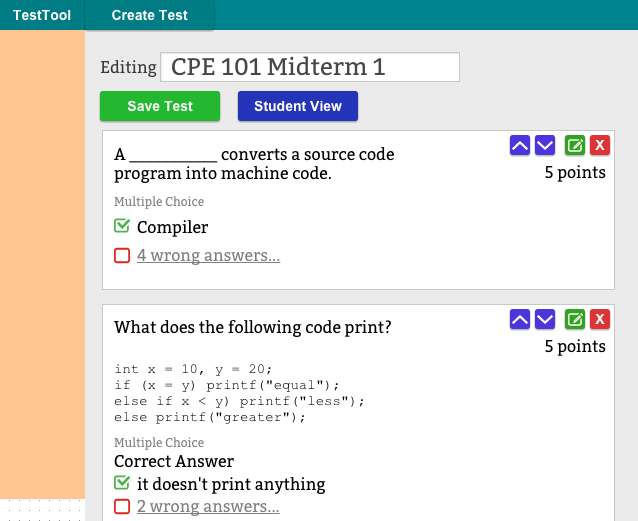 TestTool Create Test
Editing CPE 101 Midterm 1
Save Test Student View
A __________ converts a source code
program into machine code.
X
5 points
Multiple Choice
Compiler
4 wrong answers...
What does the following code print?
X
5 points
int x = 10, y = 20;
if (x = y) printf("equal");
else if x < y) printf("less");
else printf("greater");
Multiple Choice
Correct Answer
it doesn't print anything
2 wrong answers...